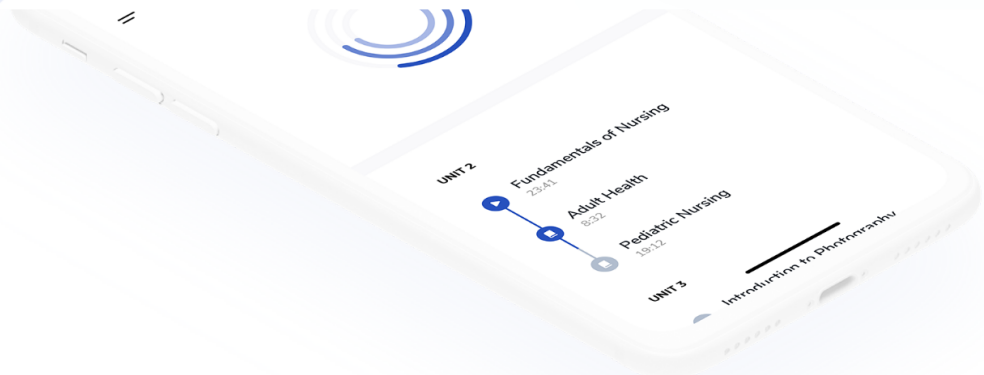 UNIT 2
Fundamentals of Nursing
23:41
Adult Health
8:32
Pediatric Nursing
19:12
UNIT 3
Introduction to Photography